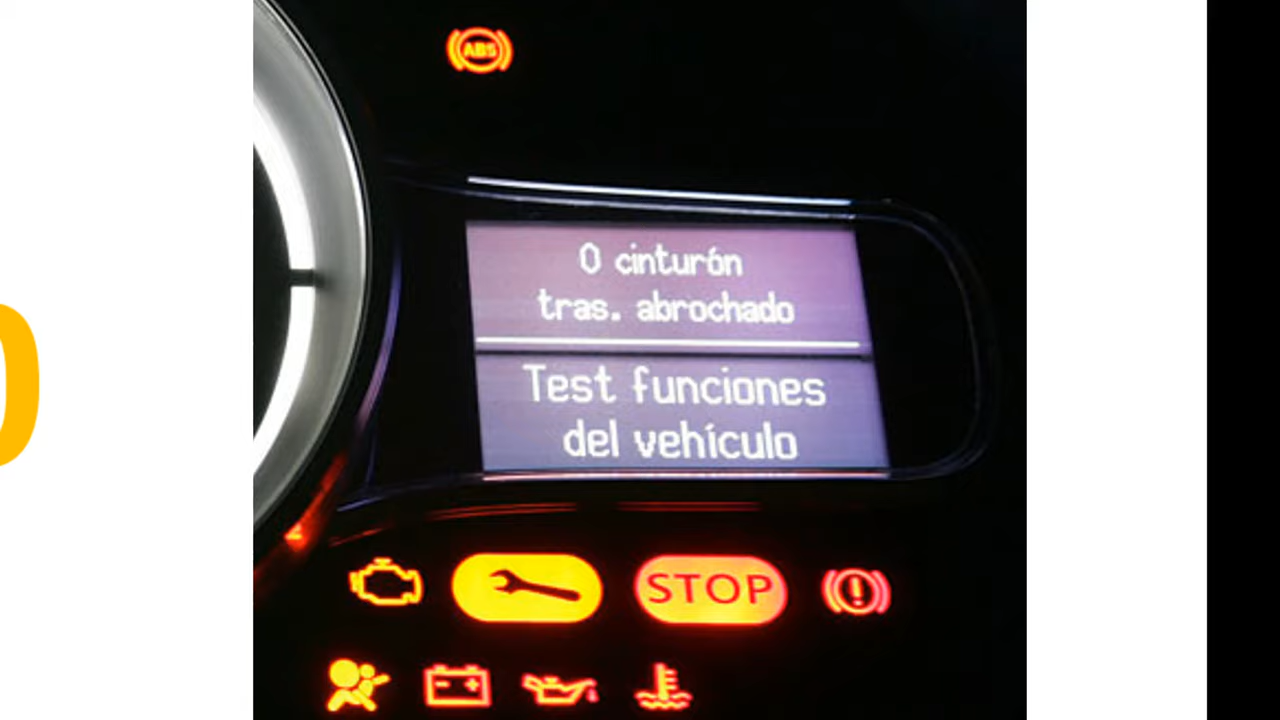 ABS
0 cinturón
tras. abrochado
Test funciones
del vehículo
STOP